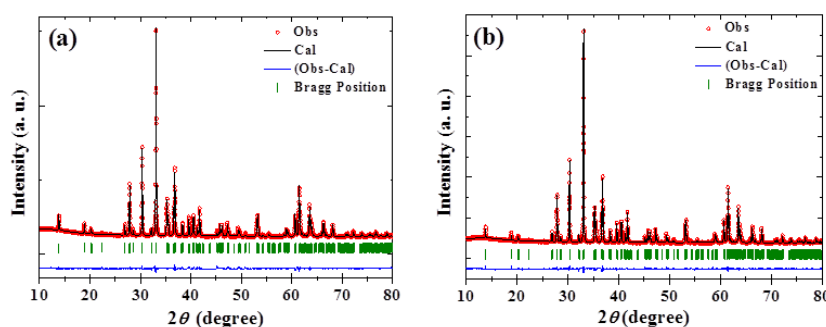 (a)
Obs
Cal
(Obs-Cal)
Bragg Position
Intensity (a. u.)
10 20 30 40 50 60 70 80
2θ (degree)
(b)
Obs
Cal
(Obs-Cal)
Bragg Position
Intensity (a. u.)
10 20 30 40 50 60 70 80
2θ (degree)